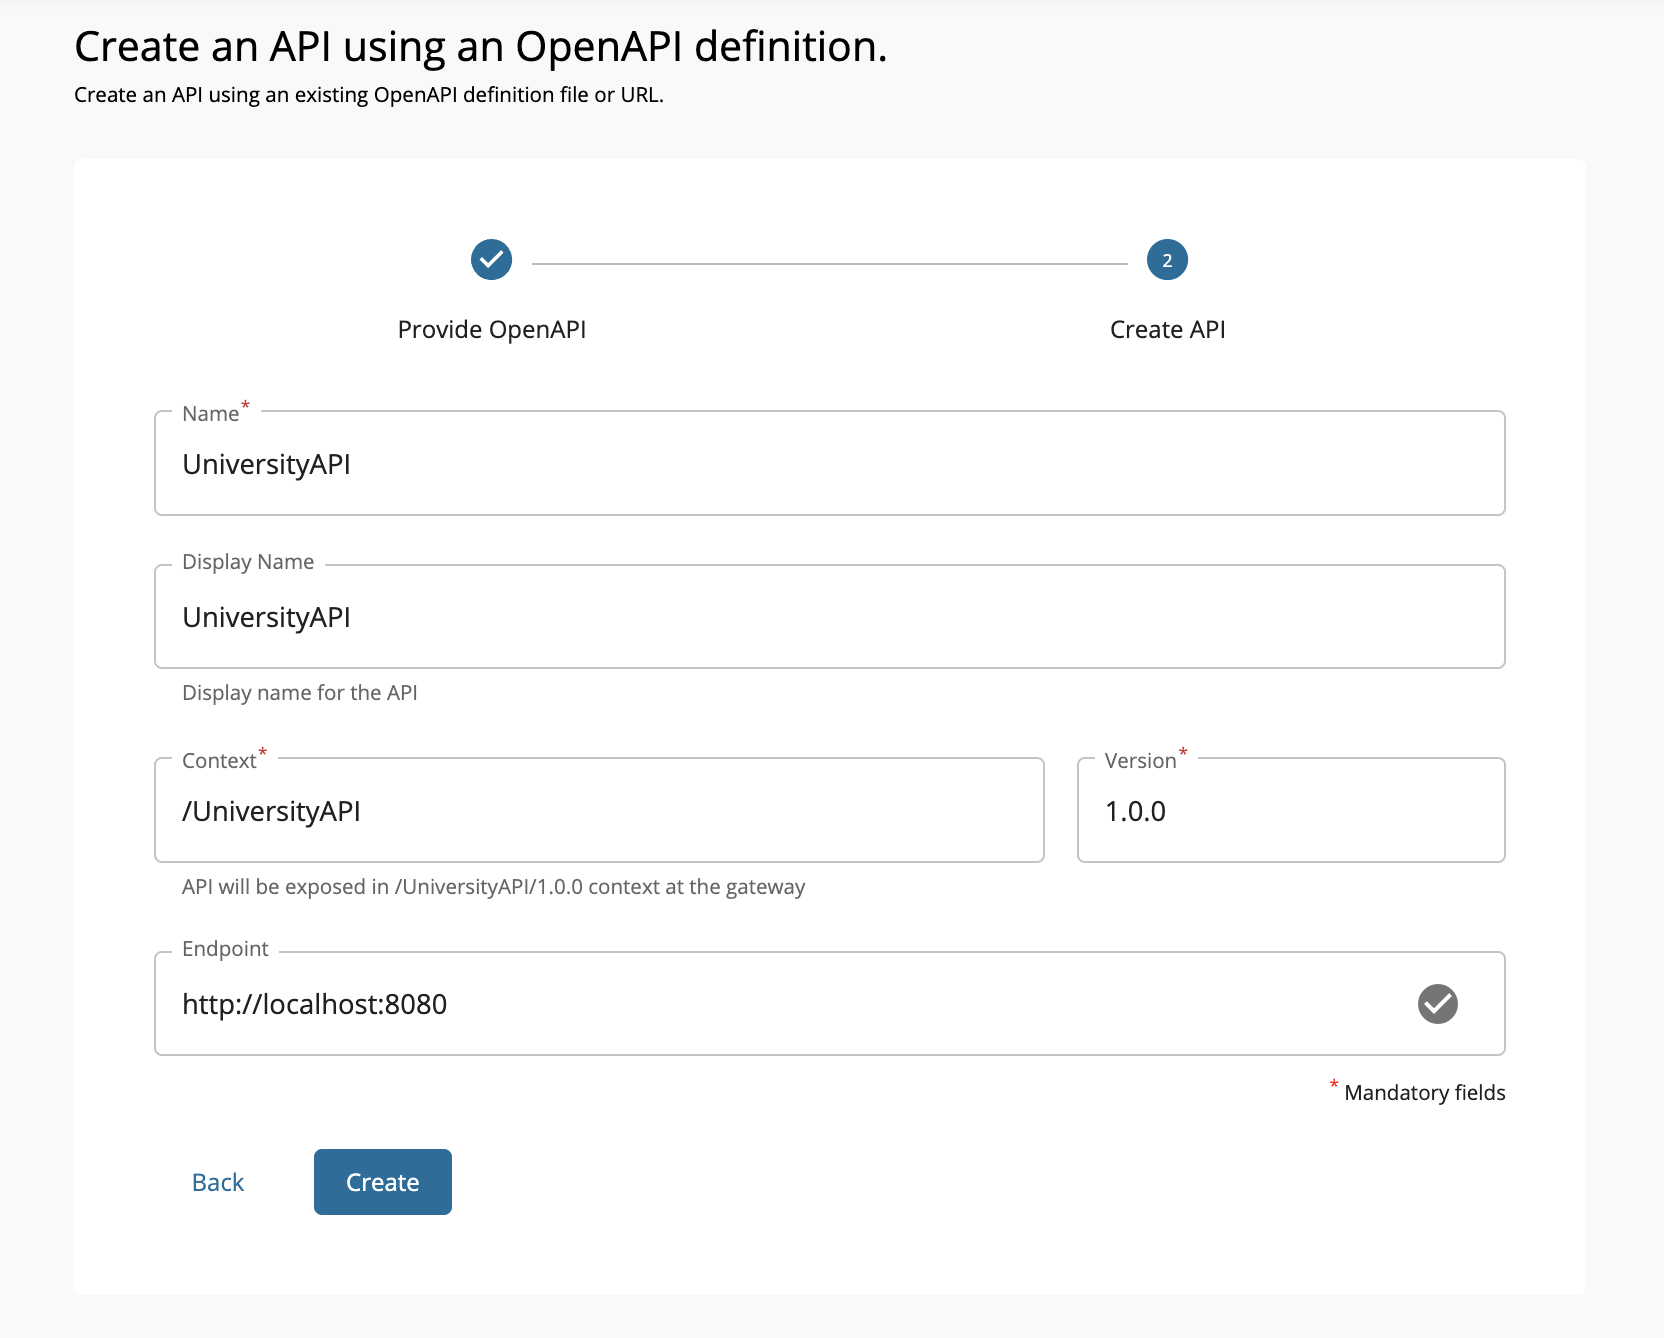 Create an API using an OpenAPI definition.
Create an API using an existing OpenAPI definition file or URL.
2
Provide OpenAPI
Create API
Name*
UniversityAPI
Display Name
UniversityAPI
Display name for the API
Context*
Version*
/UniversityAPI
1.0.0
API will be exposed in /UniversityAPI/1.0.0 context at the gateway
Endpoint
http://localhost:8080
* Mandatory fields
Back
Create